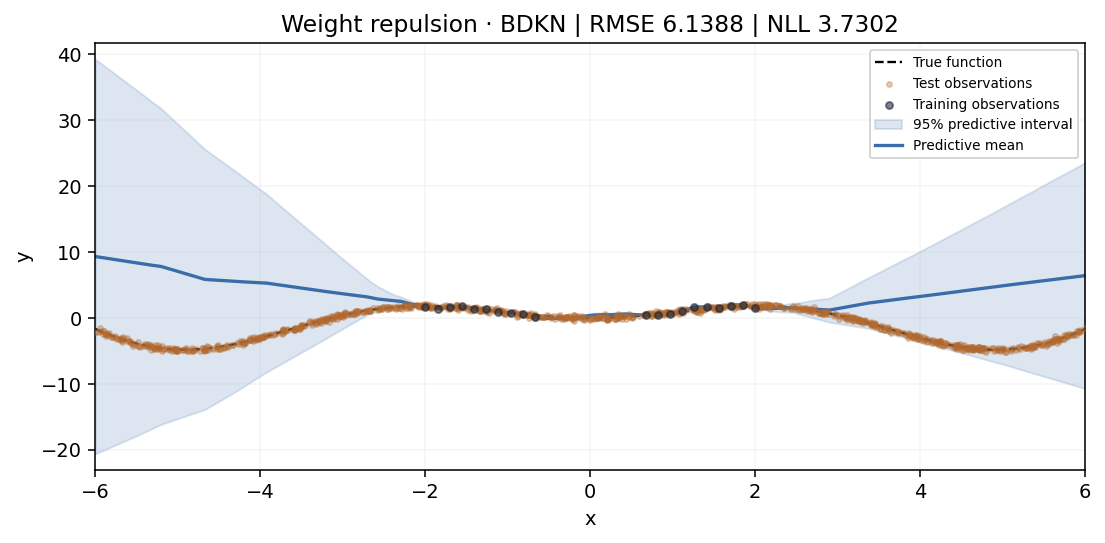 Weight repulsion · BDKN | RMSE 6.1388 | NLL 3.7302
True function
Test observations
Training observations
95% predictive interval
Predictive mean
40
30
20
10
0
−10
−20
y
−6
−4
−2
0
2
4
6
x